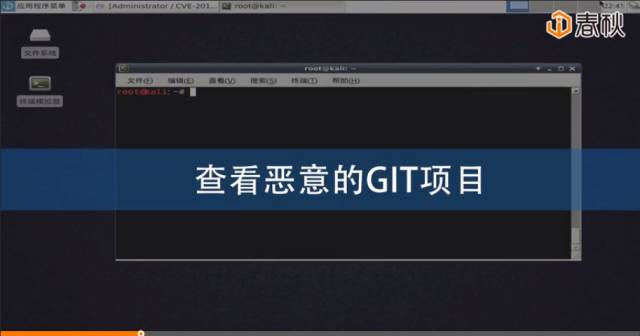 应用程序菜单 [Administrator / CVE-201... root@kali: ~ 22:41
春秋
文件系统
终端模拟器
root@kali: ~
文件(F) 编辑(E) 查看(V) 搜索(S) 终端(T) 帮助(H)
root@kali:~#
查看恶意的GIT项目